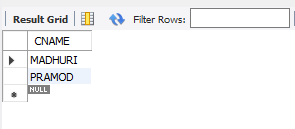 Result Grid Filter Rows:
CNAME
MADHURI
PRAMOD
NULL